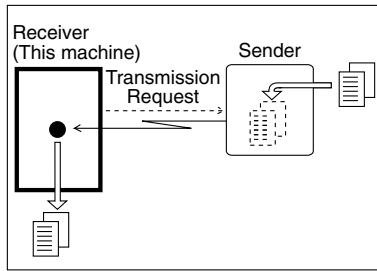 Receiver
(This machine)
Sender
Transmission
Request